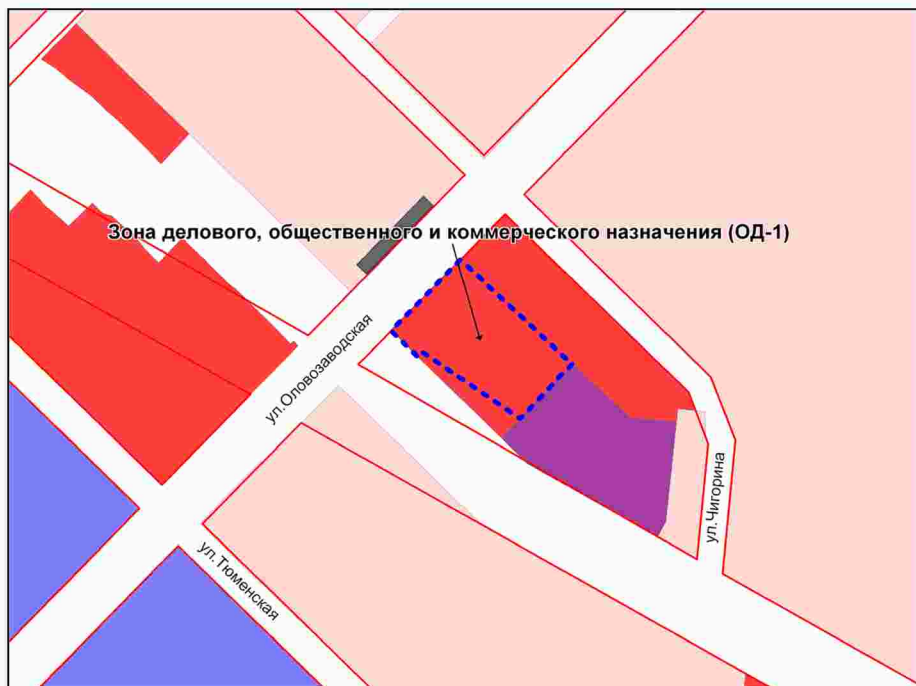 Зона делового, общественного и коммерческого назначения (ОД-1)
ул.Оловозаводская
ул.Чигорина
ул.Тюменская